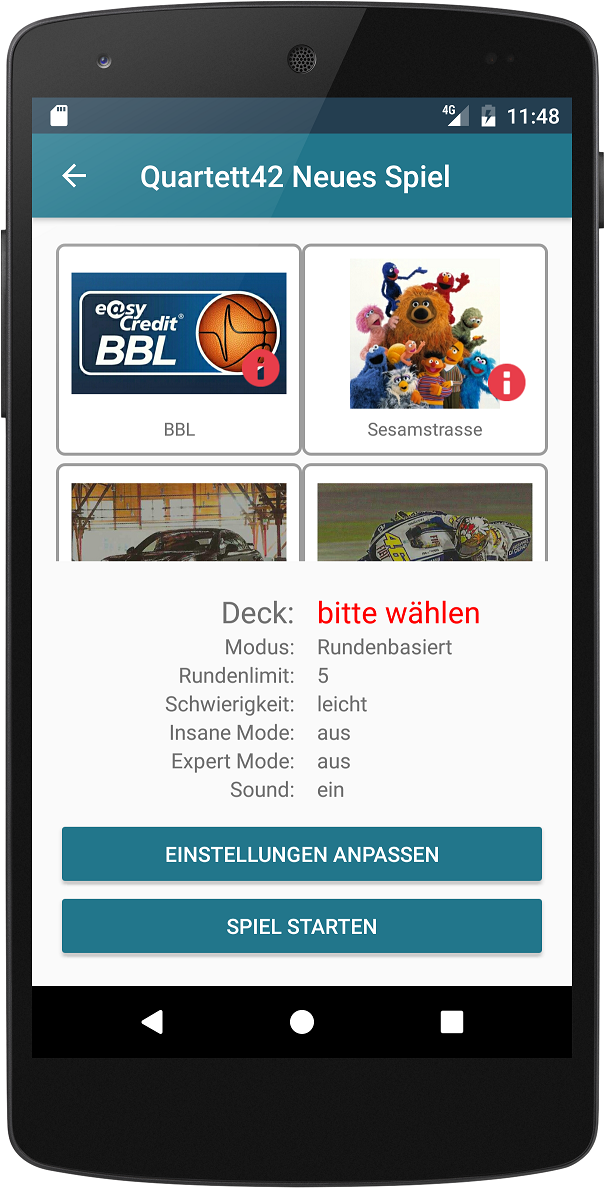 4G 11:48
Quartett42 Neues Spiel
e@sy
Credit®
BBL
BBL
Sesamstrasse
46
Deck: bitte wählen
Modus: Rundenbasiert
Rundenlimit: 5
Schwierigkeit: leicht
Insane Mode: aus
Expert Mode: aus
Sound: ein
EINSTELLUNGEN ANPASSEN
SPIEL STARTEN